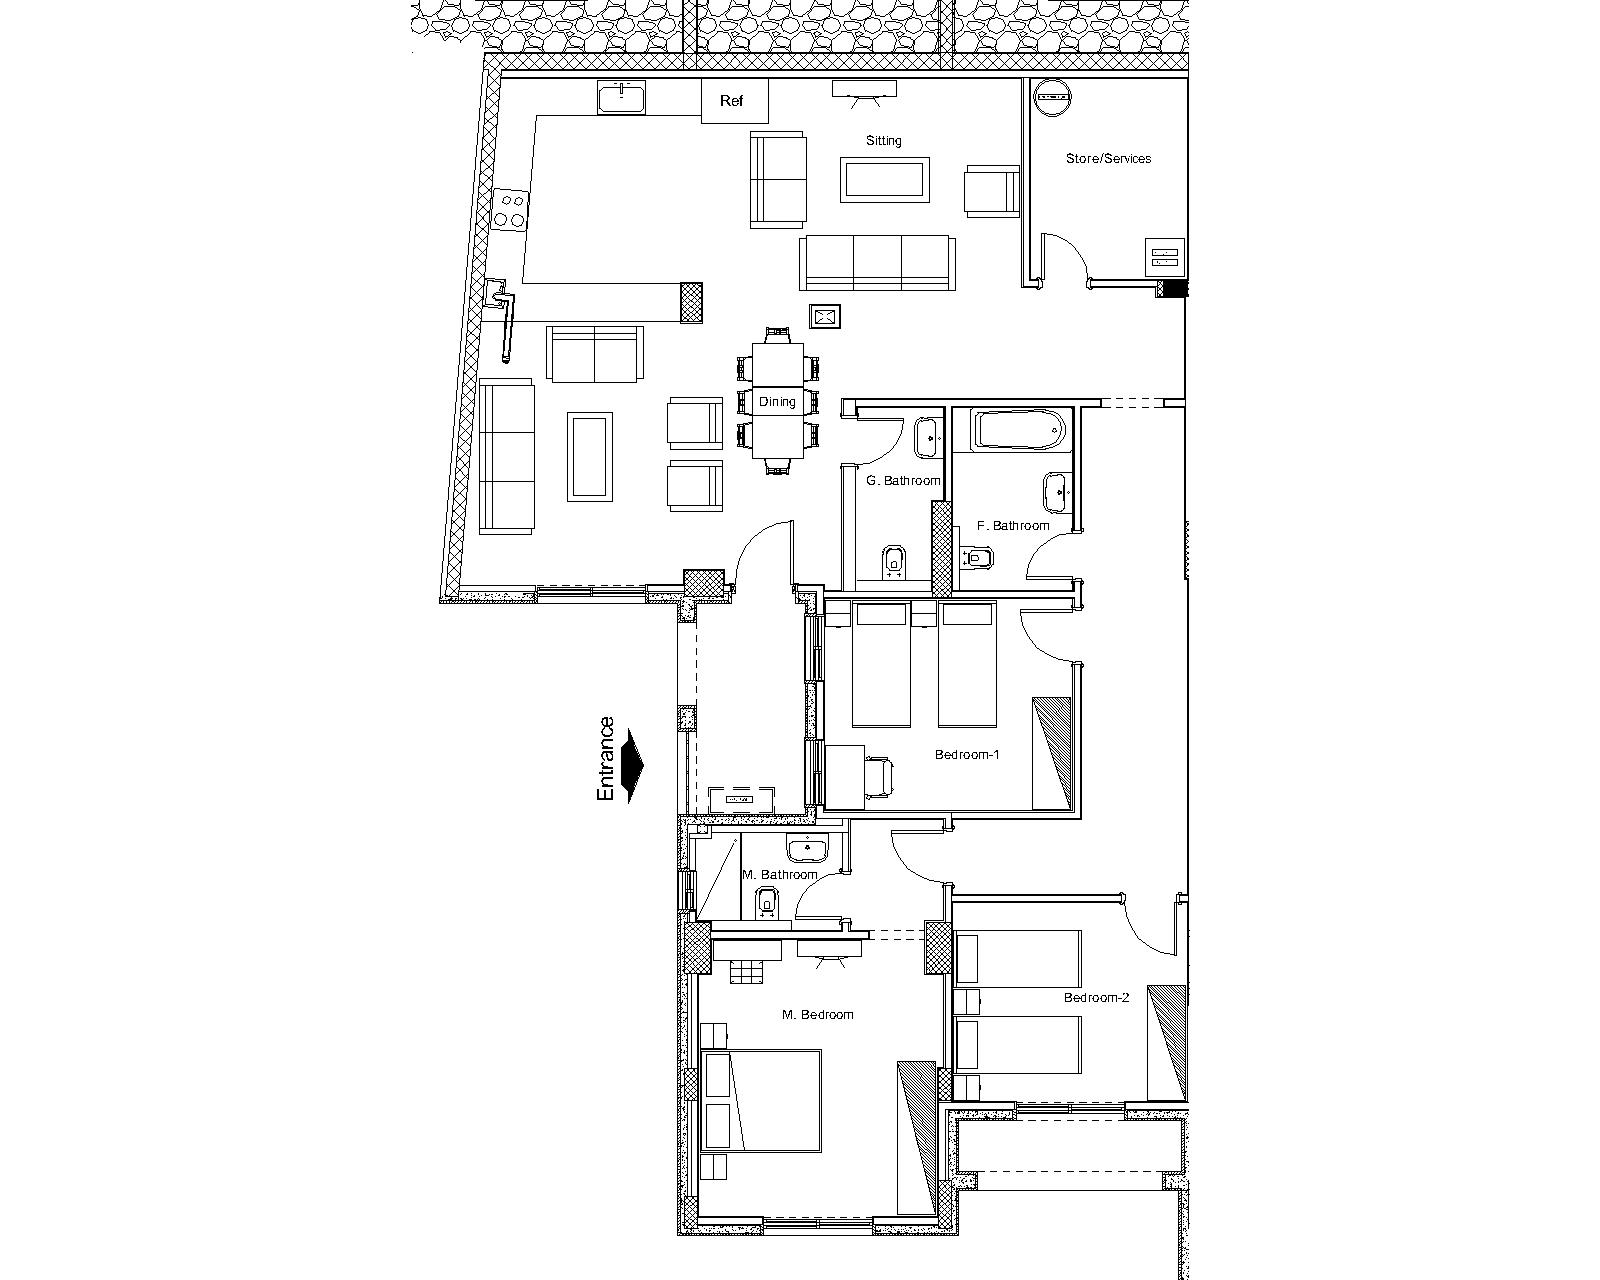 Ref
Sitting
Store/Services
Dining
G. Bathroom
F. Bathroom
Entrance
Bedroom-1
M. Bathroom
Bedroom-2
M. Bedroom